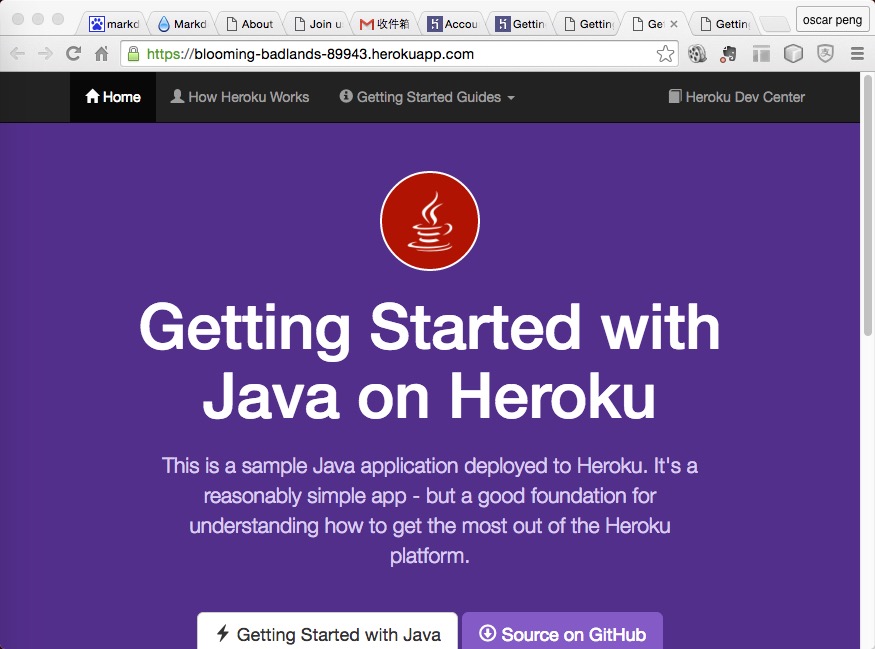 markd
Markd
About
Join u
收件箱
Accou
Gettin
Getting
Get
Getting
oscar peng
https://blooming-badlands-89943.herokuapp.com
Home
How Heroku Works
Getting Started Guides
Heroku Dev Center
Getting Started with
Java on Heroku
This is a sample Java application deployed to Heroku. It's a
reasonably simple app - but a good foundation for
understanding how to get the most out of the Heroku
platform.
Getting Started with Java
Source on GitHub